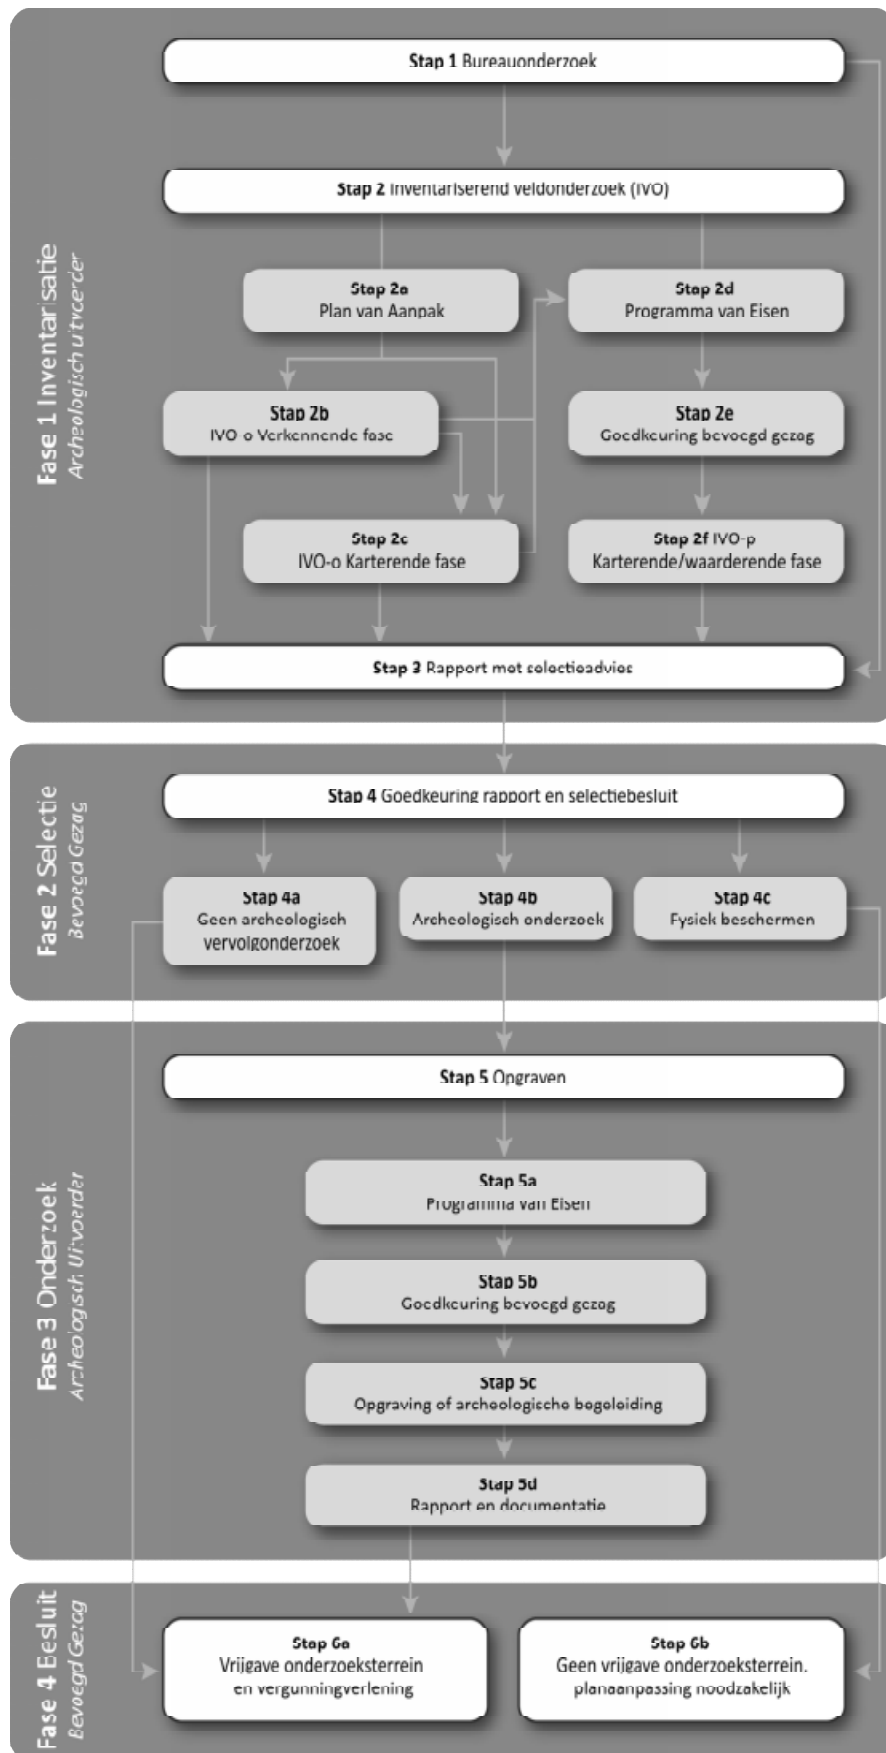 Fase 1 Inventarisatie
Archeologisch uitvoerder
Stap 1 Bureauonderzoek
Stap 2 Inventariserend veldonderzoek (IVO)
Stap 2a
Plan van Aanpak
Stap 2d
Programma van Eisen
Stap 2b
IVO-o Verkennende fase
Stap 2e
Goedkeuring bevoegd gezag
Stap 2c
IVO-o Karterende fase
Stap 2f IVO-p
Karterende/waarderende fase
Stap 3 Rapport met selectieadvies
Fase 2 Selectie
Bevoegd Gezag
Stap 4 Goedkeuring rapport en selectiebesluit
Stap 4a
Geen archeologisch
vervolgonderzoek
Stap 4b
Archeologisch onderzoek
Stap 4c
Fysiek beschermen
Fase 3 Onderzoek
Archeologisch Uitvoerder
Stap 5 Opgraven
Stap 5a
Programma van Eisen
Stap 5b
Goedkeuring bevoegd gezag
Stap 5c
Opgraving of archeologische begeleiding
Stap 5d
Rapport en documentatie
Fase 4 Besluit
Bevoegd Gezag
Stap 6a
Vrijgave onderzoeksterrein
en vergunningverlening
Stap 6b
Geen vrijgave onderzoeksterrein,
planaanpassing noodzakelijk